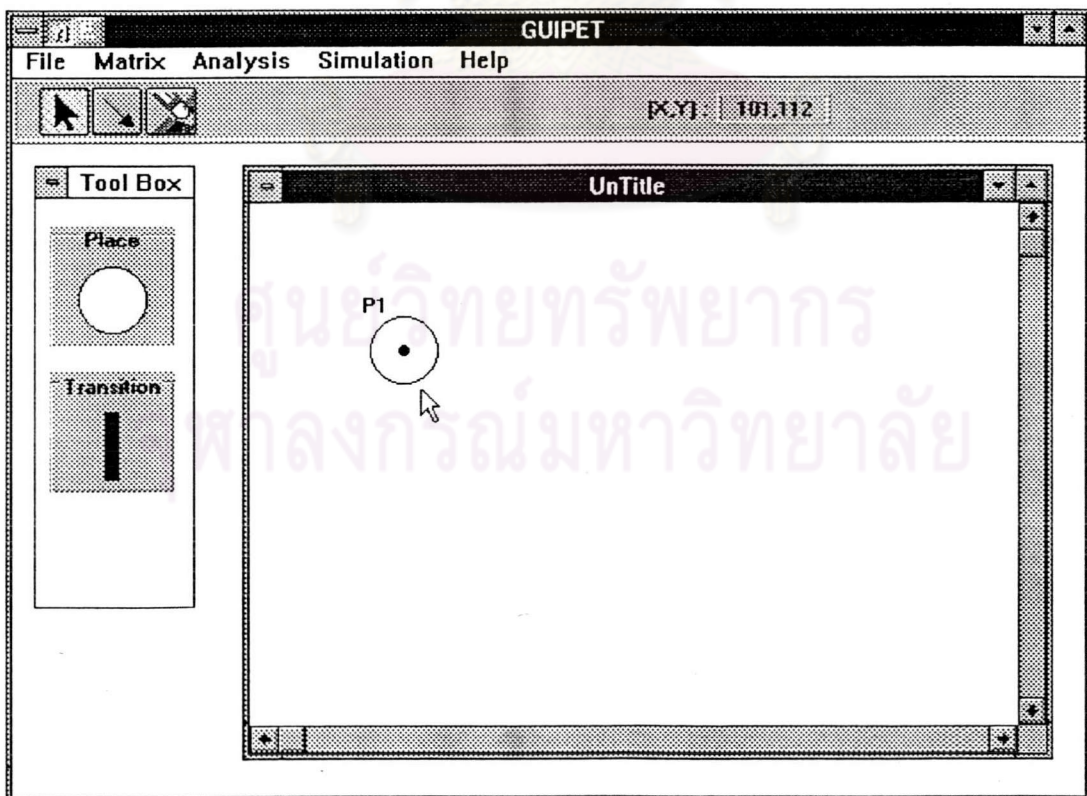 GUIPET
File Matrix Analysis Simulation Help
[X,Y] : 101,112
Tool Box
UnTitle
Place
P1
Transition
ศูนย์วิทยทรัพยากร
จุฬาลงกรณ์มหาวิทยาลัย